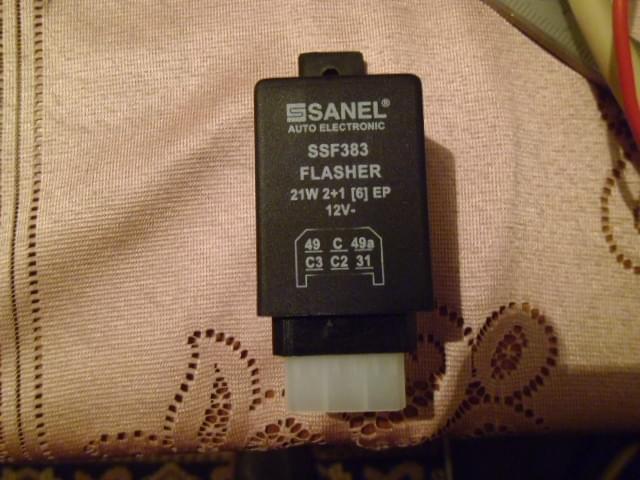 SANEL®
AUTO ELECTRONIC
SSF383
FLASHER
21W 2+1 [6] EP
12V-
49 C 49a
C3 C2 31